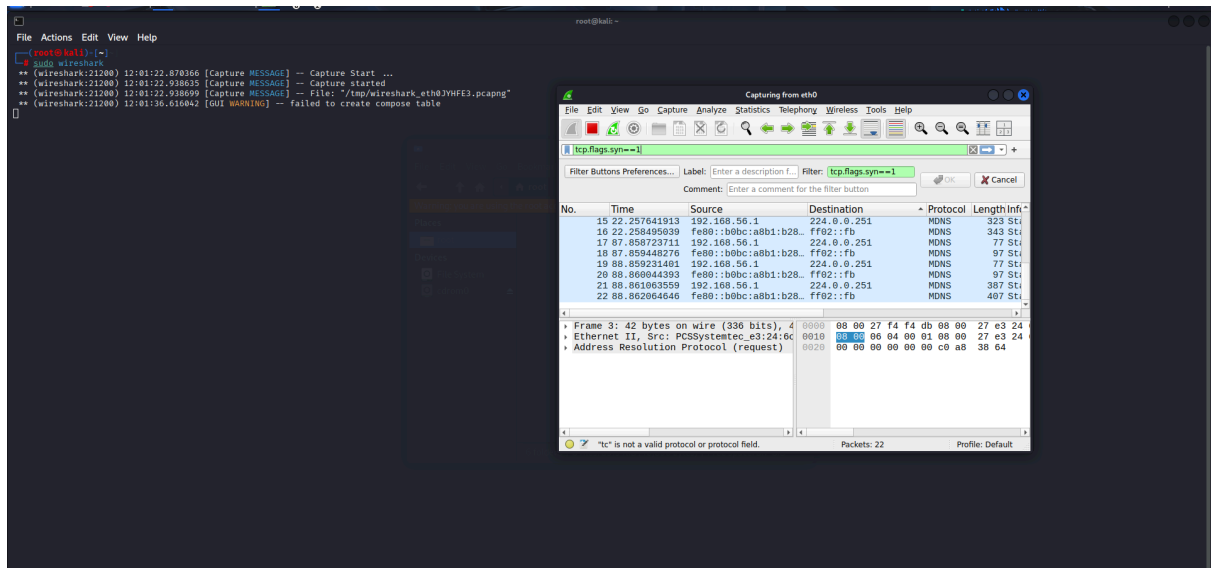 root@kali: ~
File Actions Edit View Help
(root㉿kali)-[~]
# sudo wireshark
** (wireshark:21200) 12:01:22.870366 [Capture MESSAGE] -- Capture Start ...
** (wireshark:21200) 12:01:22.938635 [Capture MESSAGE] -- Capture started
** (wireshark:21200) 12:01:22.938699 [Capture MESSAGE] -- File: "/tmp/wireshark_eth0JYHFE3.pcapng"
** (wireshark:21200) 12:01:36.616042 [GUI WARNING] -- failed to create compose table
Capturing from eth0
File Edit View Go Capture Analyze Statistics Telephony Wireless Tools Help
tcp.flags.syn==1
Filter Buttons Preferences... Label: Enter a description f... Filter: tcp.flags.syn==1 OK Cancel
Comment: Enter a comment for the filter button
No. Time Source Destination Protocol Length Info
15 22.257641913 192.168.56.1 224.0.0.251 MDNS 323 Sta
16 22.258495039 fe80::b0bc:a8b1:b28… ff02::fb MDNS 343 Sta
17 87.858723711 192.168.56.1 224.0.0.251 MDNS 77 Sta
18 87.859448276 fe80::b0bc:a8b1:b28… ff02::fb MDNS 97 Sta
19 88.859231401 192.168.56.1 224.0.0.251 MDNS 77 Sta
20 88.860044393 fe80::b0bc:a8b1:b28… ff02::fb MDNS 97 Sta
21 88.861063559 192.168.56.1 224.0.0.251 MDNS 387 Sta
22 88.862064646 fe80::b0bc:a8b1:b28… ff02::fb MDNS 407 Sta
Frame 3: 42 bytes on wire (336 bits), 4
Ethernet II, Src: PCSSystemtec_e3:24:6c
Address Resolution Protocol (request)
0000 08 00 27 f4 f4 db 08 00 27 e3 24
0010 08 00 06 04 00 01 08 00 27 e3 24
0020 00 00 00 00 00 00 c0 a8 38 64
"tc" is not a valid protocol or protocol field. Packets: 22 Profile: Default